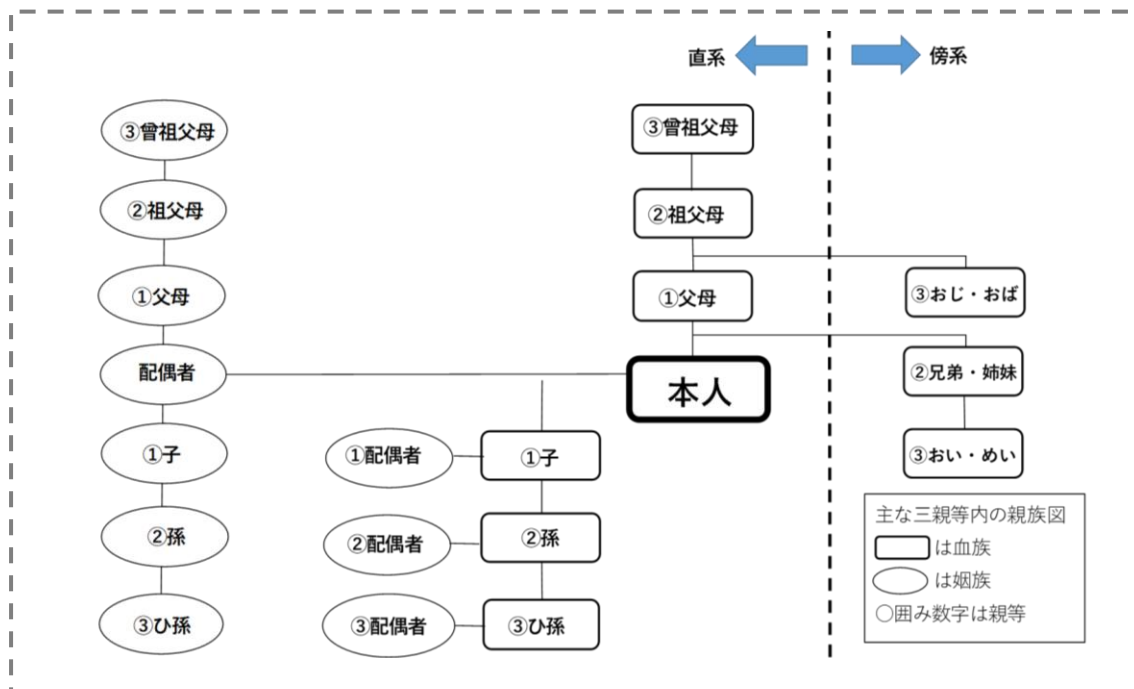 直系
傍系
③曾祖父母
②祖父母
①父母
配偶者
①子
②孫
③ひ孫
①配偶者
②配偶者
③配偶者
①子
②孫
③ひ孫
③曾祖父母
②祖父母
①父母
本人
③おじ・おば
②兄弟・姉妹
③おい・めい
主な三親等内の親族図
は血族
は姻族
○囲み数字は親等